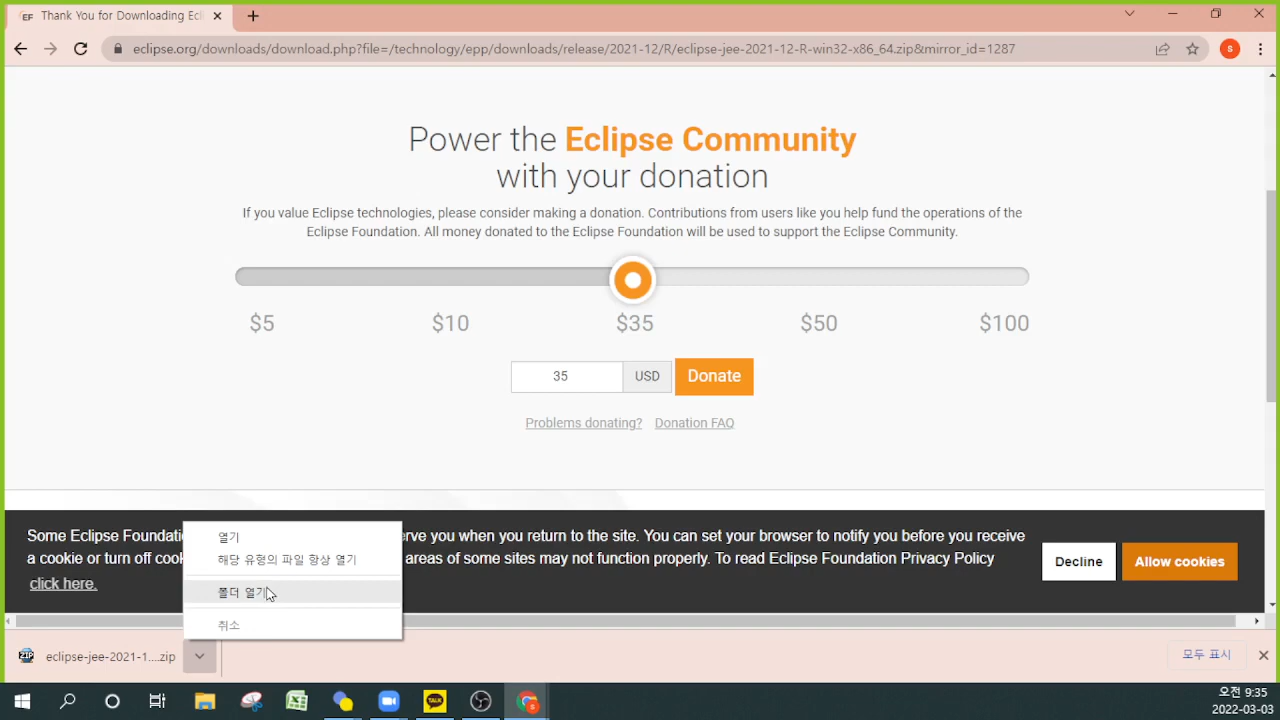 EF Thank You for Downloading Ecl
eclipse.org/downloads/download.php?file=/technology/epp/downloads/release/2021-12/R/eclipse-jee-2021-12-R-win32-x86_64.zip&mirror_id=1287
S
Power the Eclipse Community
with your donation
If you value Eclipse technologies, please consider making a donation. Contributions from users like you help fund the operations of the
Eclipse Foundation. All money donated to the Eclipse Foundation will be used to support the Eclipse Community.
$5 $10 $35 $50 $100
35 USD Donate
Problems donating? Donation FAQ
Some Eclipse Foundatio
erve you when you return to the site. You can set your browser to notify you before you receive
a cookie or turn off cook
areas of some sites may not function properly. To read Eclipse Foundation Privacy Policy
click here.
Decline
Allow cookies
열기
해당 유형의 파일 항상 열기
폴더 열기
취소
ZIP eclipse-jee-2021-1....zip
모두 표시
TALK
S
오전 9:35
2022-03-03